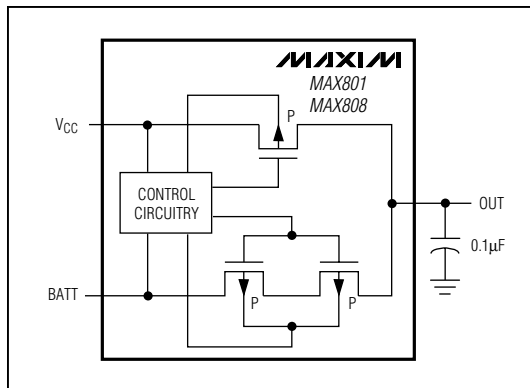 MAXIM
MAX801
MAX808
P
VCC
CONTROL
CIRCUITRY
OUT
0.1µF
BATT
P
P